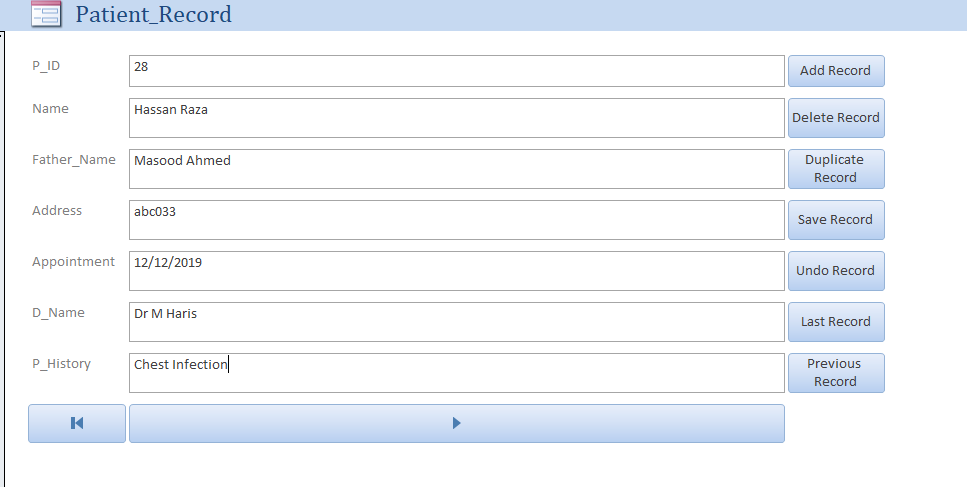 Patient_Record
P_ID 28 Add Record
Name Hassan Raza Delete Record
Father_Name Masood Ahmed Duplicate
Record
Address abc033 Save Record
Appointment 12/12/2019 Undo Record
D_Name Dr M Haris Last Record
P_History Chest Infection Previous
Record